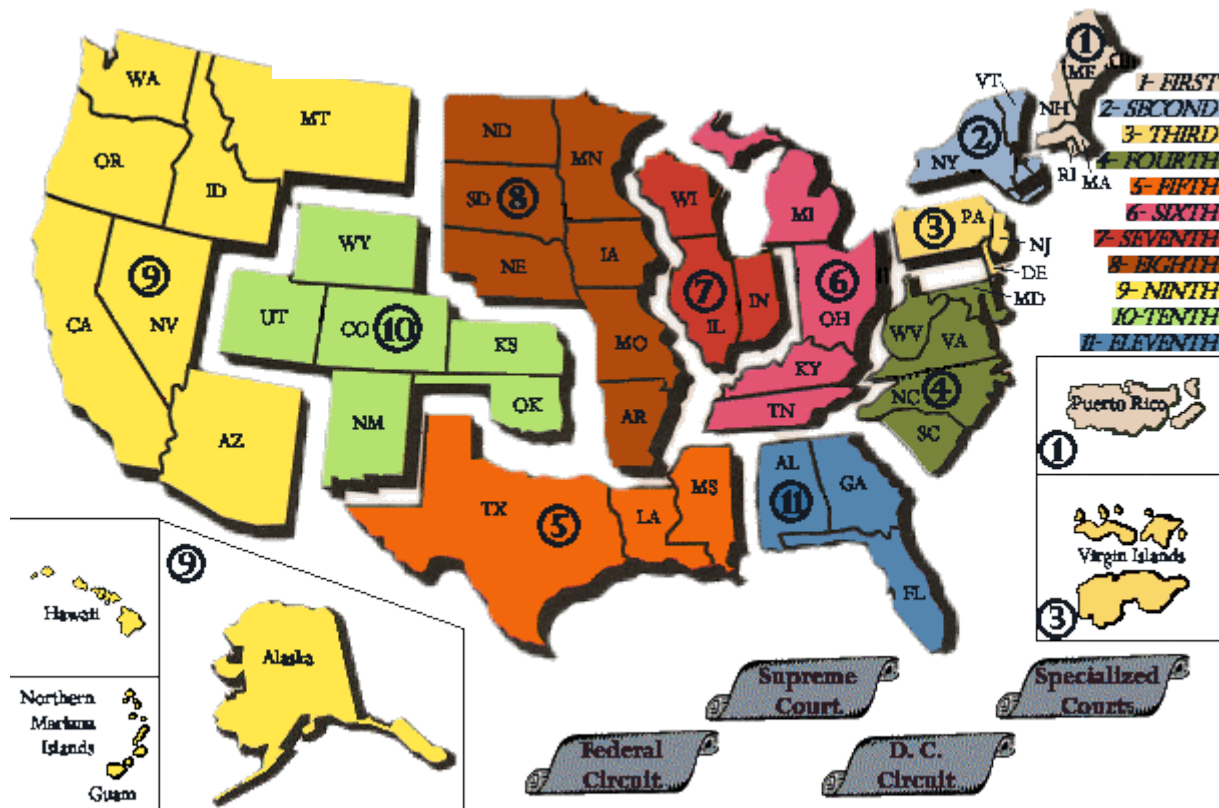 1
ME
VT
NH
1- FIRST
2- SECOND
3- THIRD
4- FOURTH
5- FIFTH
6- SIXTH
7- SEVENTH
8- EIGHTH
9- NINTH
10-TENTH
11- ELEVENTH
WA
MT
OR
ID
ND
MN
2
NY
RI
MA
SD
8
WI
MI
3
PA
NJ
WY
IA
NE
DE
MD
9
CA
NV
UT
CO
10
KS
MO
7
IL
IN
6
OH
WV
VA
KY
NC
4
TN
SC
AZ
NM
OK
AR
Puerto Rico
1
TX
5
LA
MS
AL
11
GA
FL
Virgin Islands
3
9
Hawaii
Alaska
Northern
Mariana
Islands
Guam
Supreme
Court
Specialized
Courts
Federal
Circuit
D. C.
Circuit